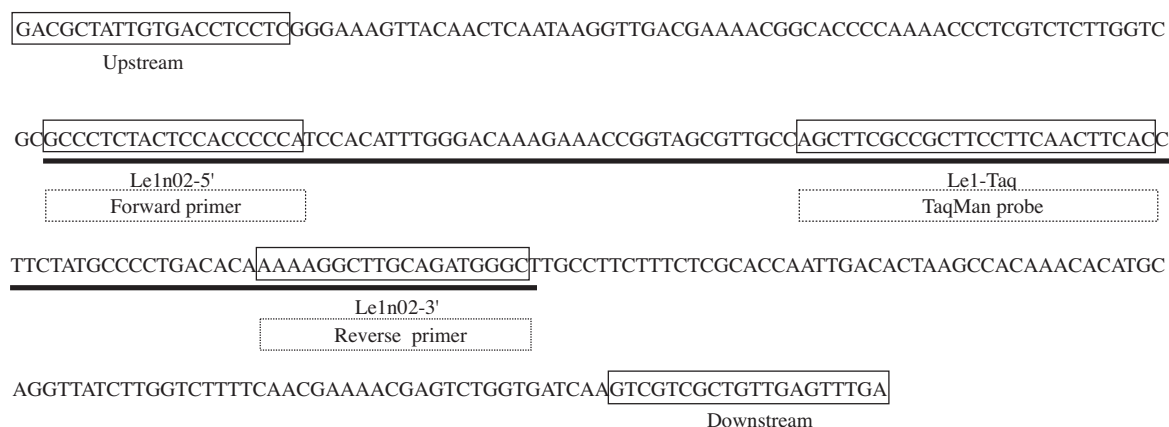 GACGCTATTGTGACCTCCTCGGGAAAGTTACAACTCAATAAGGTTGACGAAAACGGCACCCCAAAACCCTCGTCTCTTGGTC
Upstream
GCGCCCTCTACTCCACCCCCATCCACATTTGGGACAAAGAAACCGGTAGCGTTGCCAGCTTCGCCGCTTCCTTCAACTTCACC
Le1n02-5' Le1-Taq
Forward primer TaqMan probe
TTCTATGCCCCTGACACAAAAAGGCTTGCAGATGGGCTTGCCTTCTTTCTCGCACCAATTGACACTAAGCCACAAACACATGC
Le1n02-3'
Reverse primer
AGGTTATCTTGGTCTTTTCAACGAAAACGAGTCTGGTGATCAAGTCGTCGCTGTTGAGTTTGA
Downstream